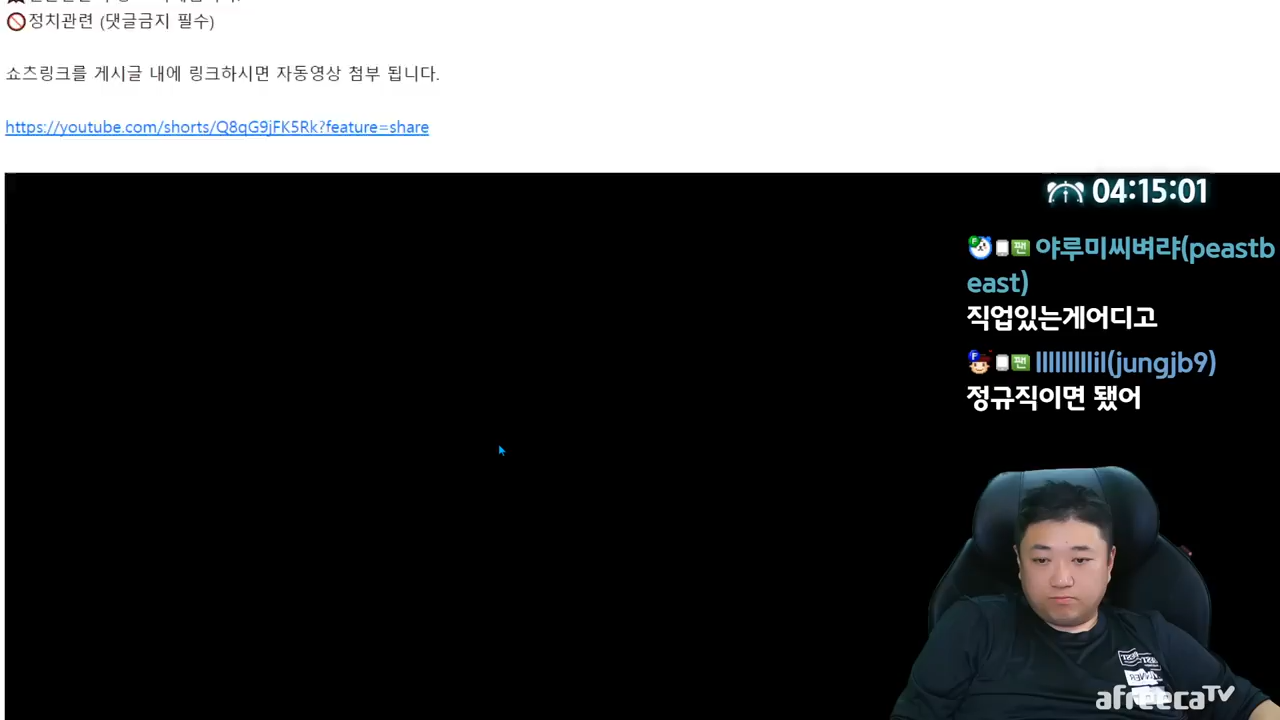 🚫정치관련 (댓글금지 필수)
쇼츠링크를 게시글 내에 링크하시면 자동영상 첨부 됩니다.
https://youtube.com/shorts/Q8qG9jFK5Rk?feature=share
04:15:01
팬 야루미씨벼랴(peastb
east)
직업있는게어디고
팬 lllllllllil(jungjb9)
정규직이면 됐어
afreecaTV